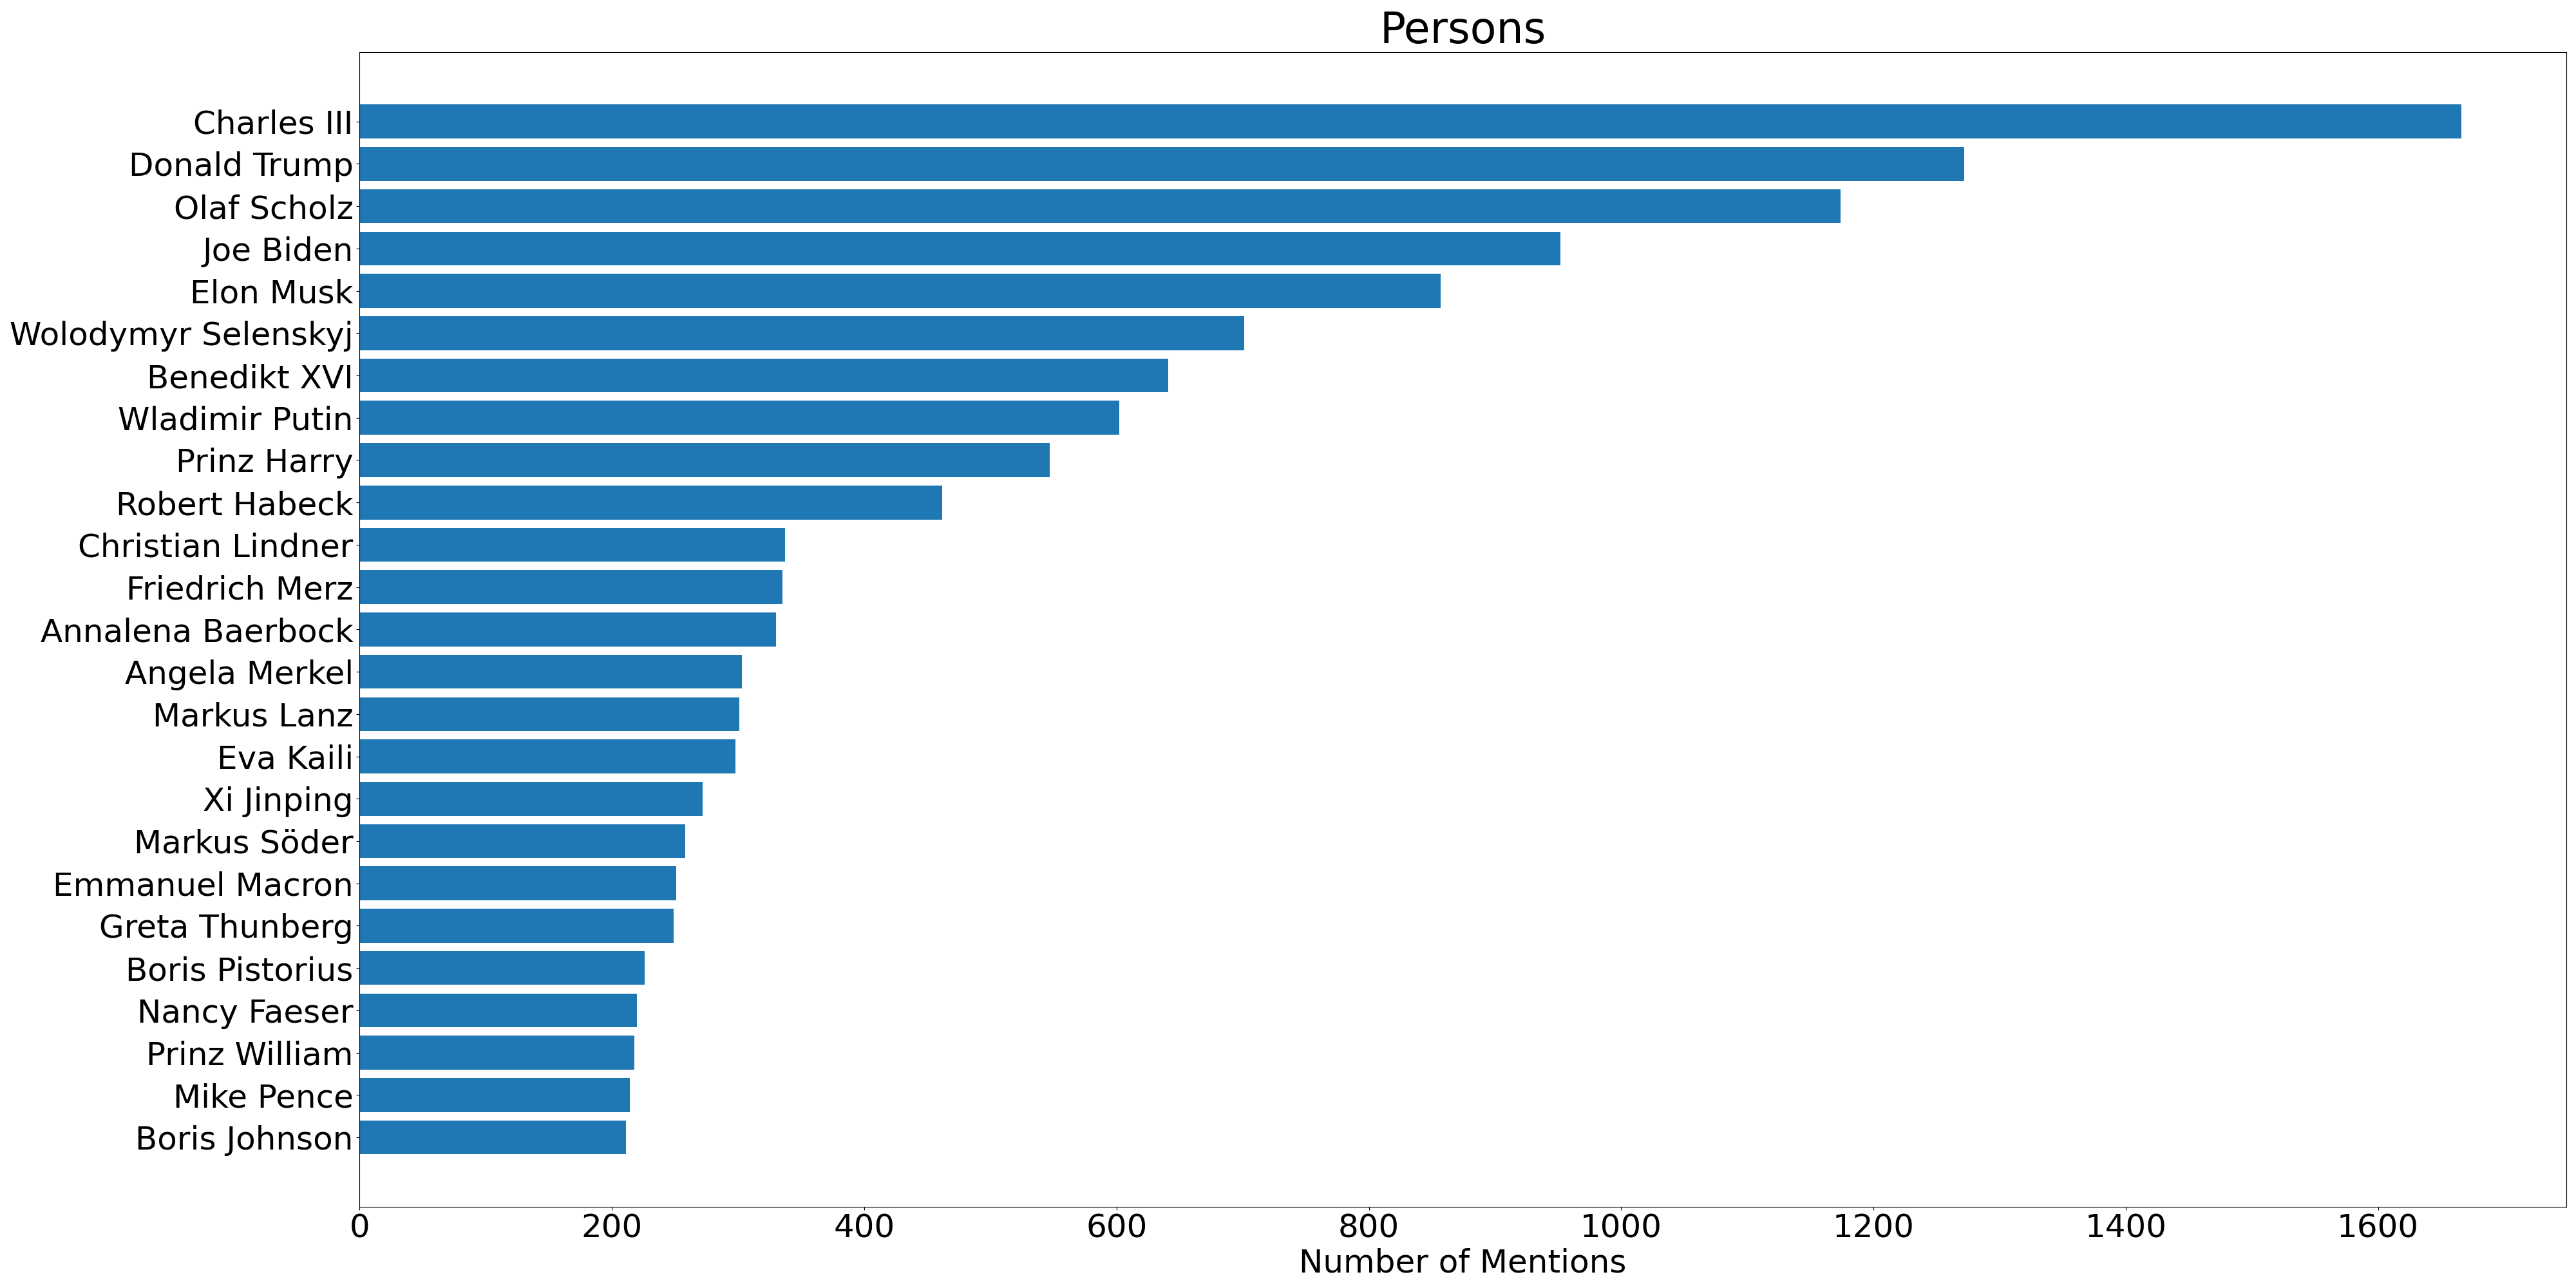 Persons
Charles III
Donald Trump
Olaf Scholz
Joe Biden
Elon Musk
Wolodymyr Selenskyj
Benedikt XVI
Wladimir Putin
Prinz Harry
Robert Habeck
Christian Lindner
Friedrich Merz
Annalena Baerbock
Angela Merkel
Markus Lanz
Eva Kaili
Xi Jinping
Markus Söder
Emmanuel Macron
Greta Thunberg
Boris Pistorius
Nancy Faeser
Prinz William
Mike Pence
Boris Johnson
0 200 400 600 800 1000 1200 1400 1600
Number of Mentions